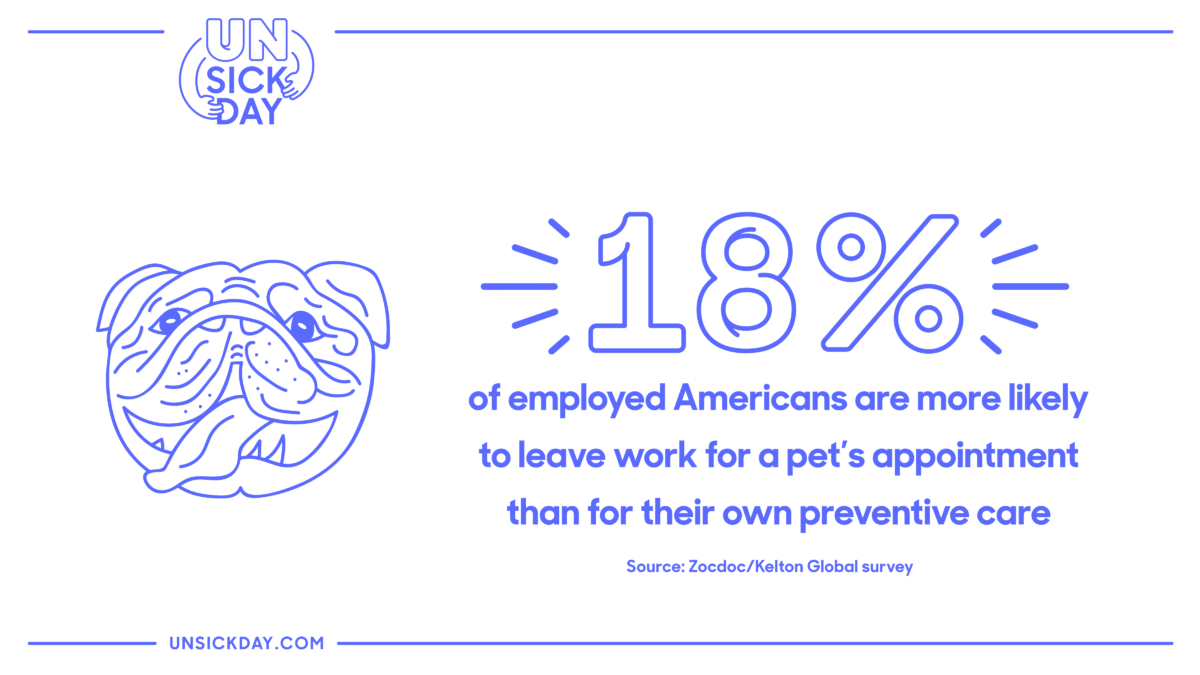 UN
SICK
DAY
18%
of employed Americans are more likely
to leave work for a pet’s appointment
than for their own preventive care
Source: Zocdoc/Kelton Global survey
UNSICKDAY.COM